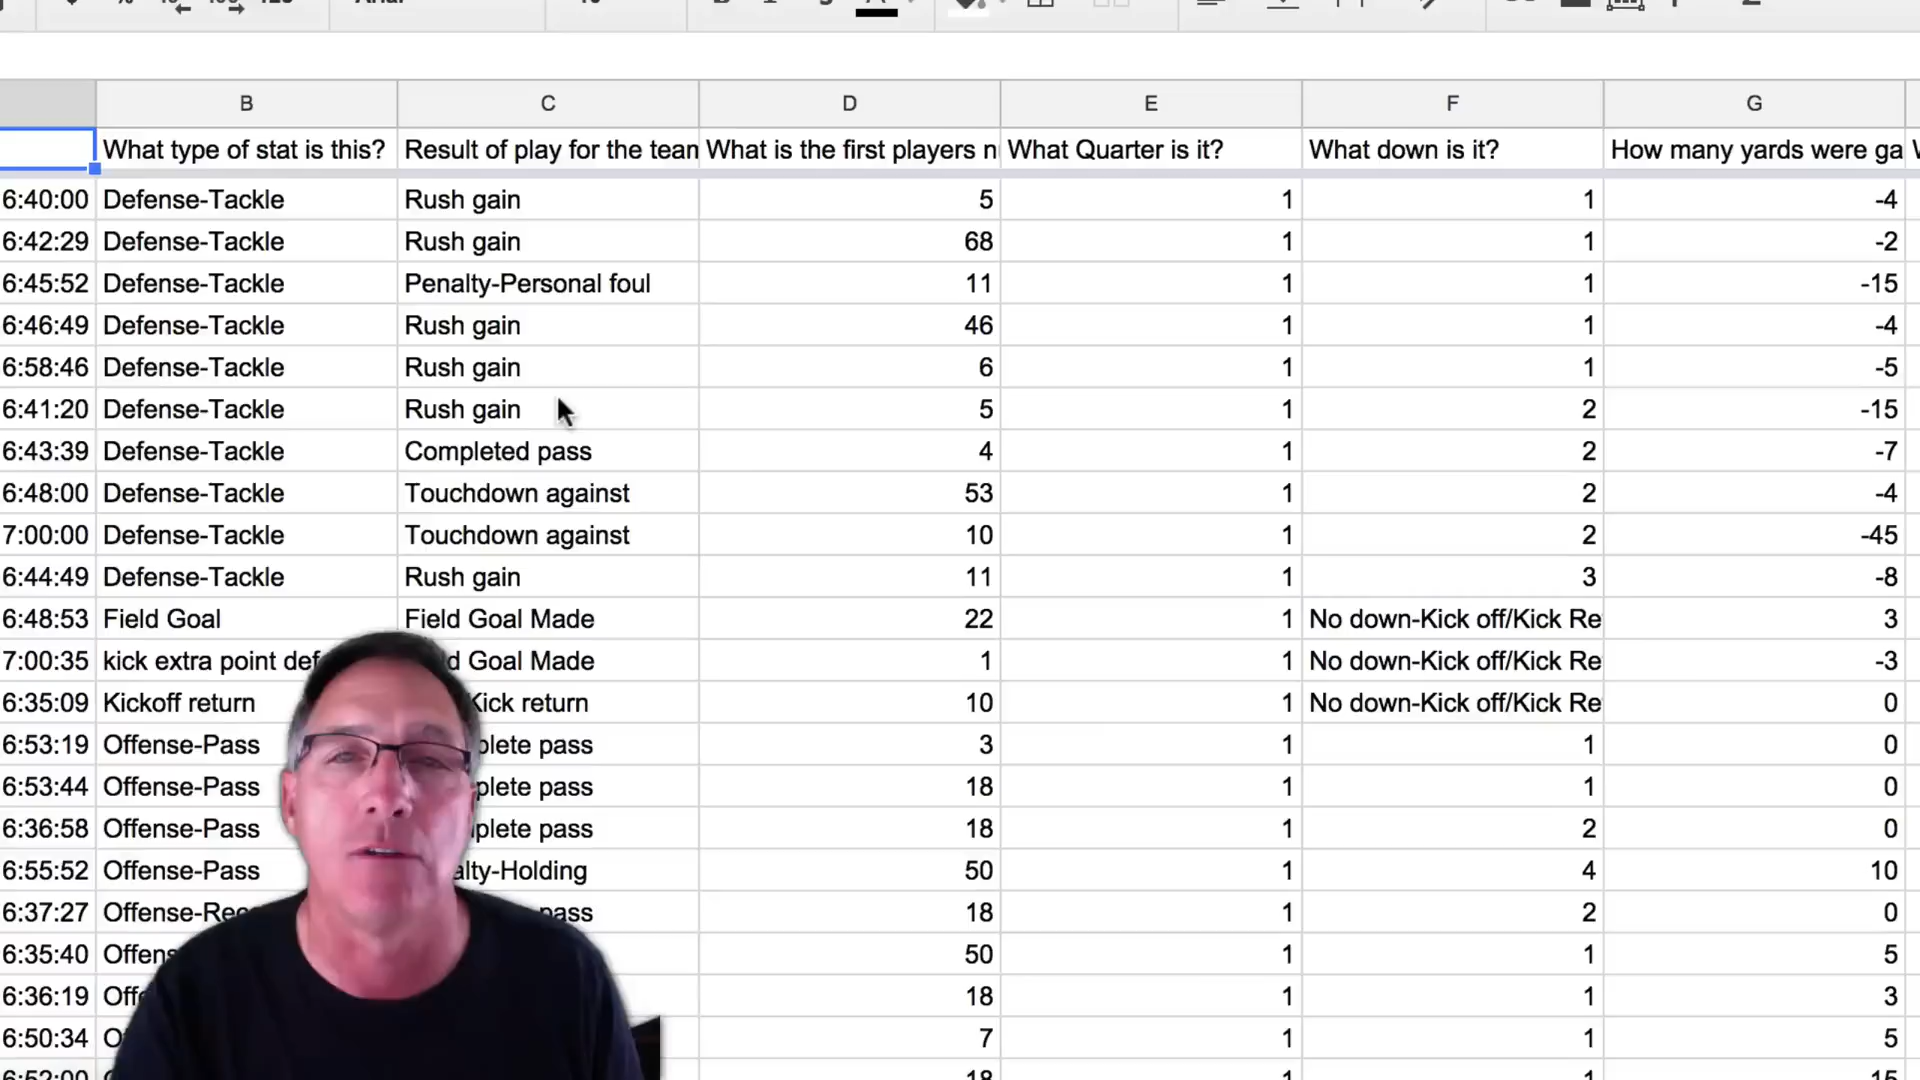 B C D E F G
What type of stat is this? Result of play for the team What is the first players n What Quarter is it? What down is it? How many yards were ga
6:40:00 Defense-Tackle Rush gain 5 1 1 -4
6:42:29 Defense-Tackle Rush gain 68 1 1 -2
6:45:52 Defense-Tackle Penalty-Personal foul 11 1 1 -15
6:46:49 Defense-Tackle Rush gain 46 1 1 -4
6:58:46 Defense-Tackle Rush gain 6 1 1 -5
6:41:20 Defense-Tackle Rush gain 5 1 2 -15
6:43:39 Defense-Tackle Completed pass 4 1 2 -7
6:48:00 Defense-Tackle Touchdown against 53 1 2 -4
7:00:00 Defense-Tackle Touchdown against 10 1 2 -45
6:44:49 Defense-Tackle Rush gain 11 1 3 -8
6:48:53 Field Goal Field Goal Made 22 1 No down-Kick off/Kick Re 3
7:00:35 kick extra point def d Goal Made 1 1 No down-Kick off/Kick Re -3
6:35:09 Kickoff return Kick return 10 1 No down-Kick off/Kick Re 0
6:53:19 Offense-Pass plete pass 3 1 1 0
6:53:44 Offense-Pass plete pass 18 1 1 0
6:36:58 Offense-Pass plete pass 18 1 2 0
6:55:52 Offense-Pass alty-Holding 50 1 4 10
6:37:27 Offense-Rec pass 18 1 2 0
6:35:40 Offens 50 1 1 5
6:36:19 Off 18 1 1 3
6:50:34 O 7 1 1 5
6:52:00 18 1 1 15